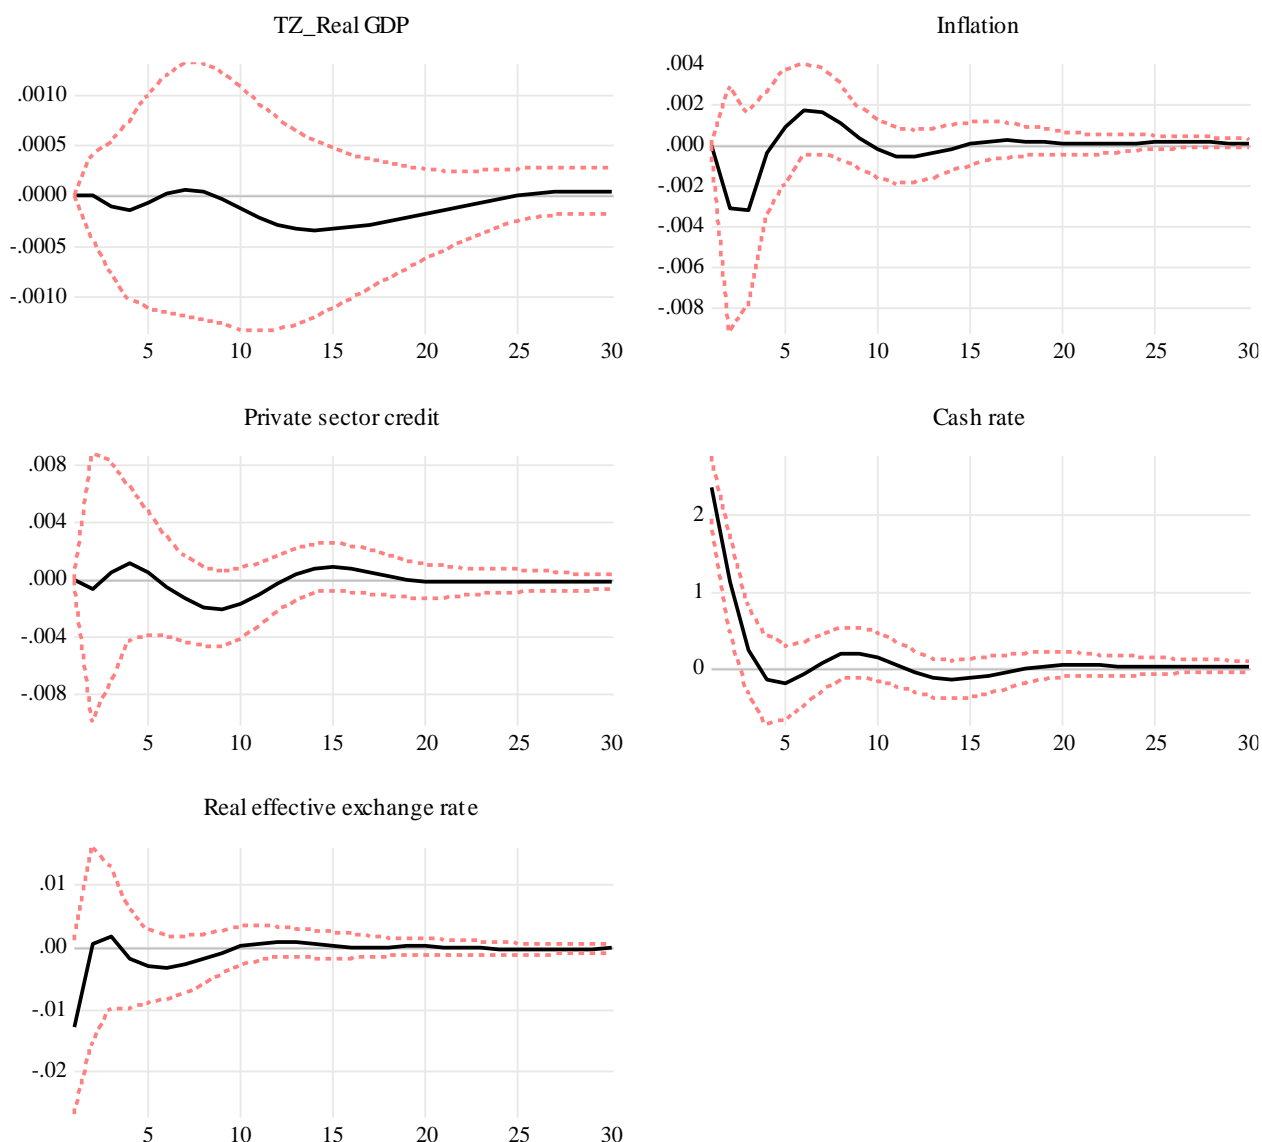 TZ_Real GDP
.0010
.0005
.0000
-.0005
-.0010
5 10 15 20 25 30
Inflation
.004
.002
.000
-.002
-.004
-.006
-.008
5 10 15 20 25 30
Private sector credit
.008
.004
.000
-.004
-.008
5 10 15 20 25 30
Cash rate
2
1
0
5 10 15 20 25 30
Real effective exchange rate
.01
.00
-.01
-.02
5 10 15 20 25 30